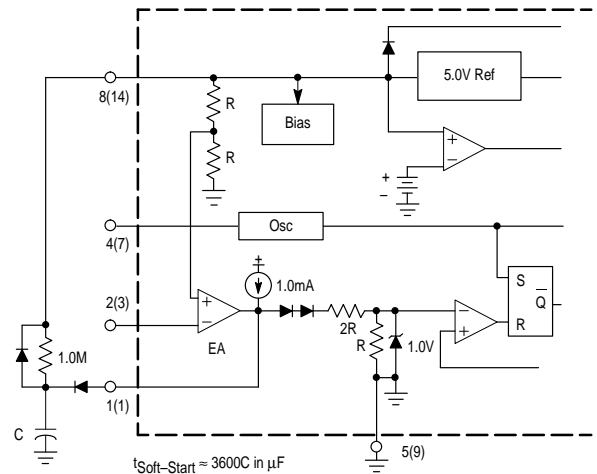 8(14)
R
R
Bias
5.0V Ref
+
−
+
−
4(7)
Osc
+
1.0mA
2(3)
+
−
EA
2R
R
1.0V
−
+
S
Q
R
1.0M
1(1)
C
5(9)
tSoft–Start ≈ 3600C in µF